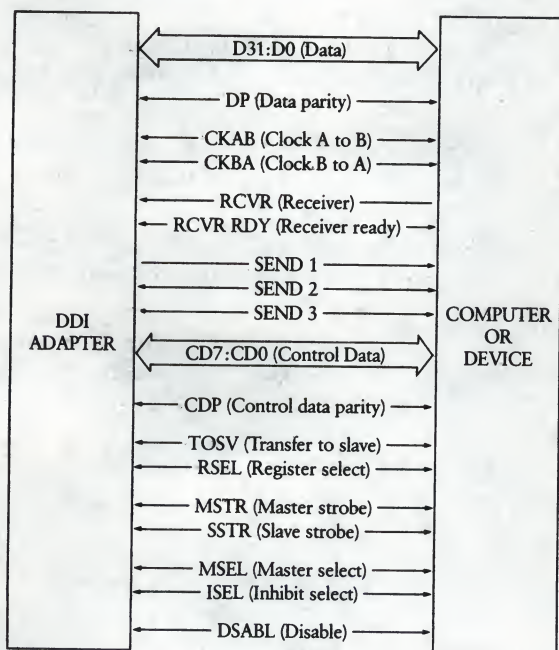 D31:D0 (Data)
DP (Data parity)
CKAB (Clock A to B)
CKBA (Clock B to A)
RCVR (Receiver)
RCVR RDY (Receiver ready)
SEND 1
SEND 2
SEND 3
DDI
ADAPTER
COMPUTER
OR
DEVICE
CD7:CD0 (Control Data)
CDP (Control data parity)
TOSV (Transfer to slave)
RSEL (Register select)
MSTR (Master strobe)
SSTR (Slave strobe)
MSEL (Master select)
ISEL (Inhibit select)
DSABL (Disable)